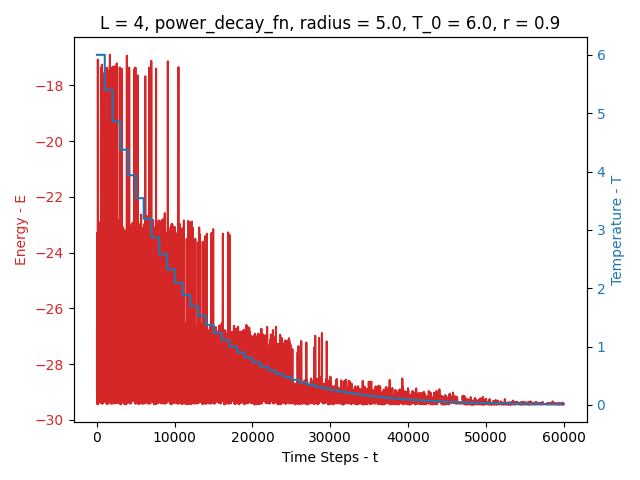 L = 4, power_decay_fn, radius = 5.0, T_0 = 6.0, r = 0.9
−18
−20
−22
−24
−26
−28
−30
Energy - E
6
5
4
3
2
1
0
Temperature - T
0 10000 20000 30000 40000 50000 60000
Time Steps - t